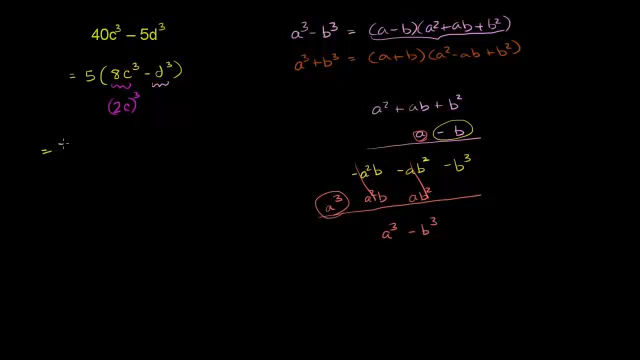 40c³ − 5d³
= 5 ( 8c³ − d³ )
(2c)³
=
a³ − b³ = (a − b)(a² + ab + b²)
a³ + b³ = (a + b)(a² − ab + b²)
a² + ab + b²
a − b
−a²b − ab² − b³
a³ a²b ab²
a³ − b³